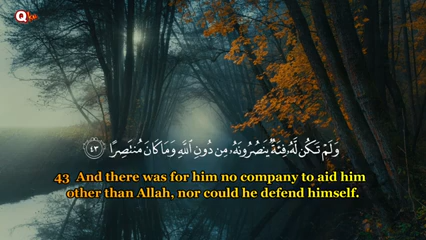 Q
وَلَمْ تَكُن لَّهُۥ فِئَةٌ يَنصُرُونَهُۥ مِن دُونِ ٱللَّهِ وَمَا كَانَ مُنتَصِرًا ٤٣
43 And there was for him no company to aid him
other than Allah, nor could he defend himself.